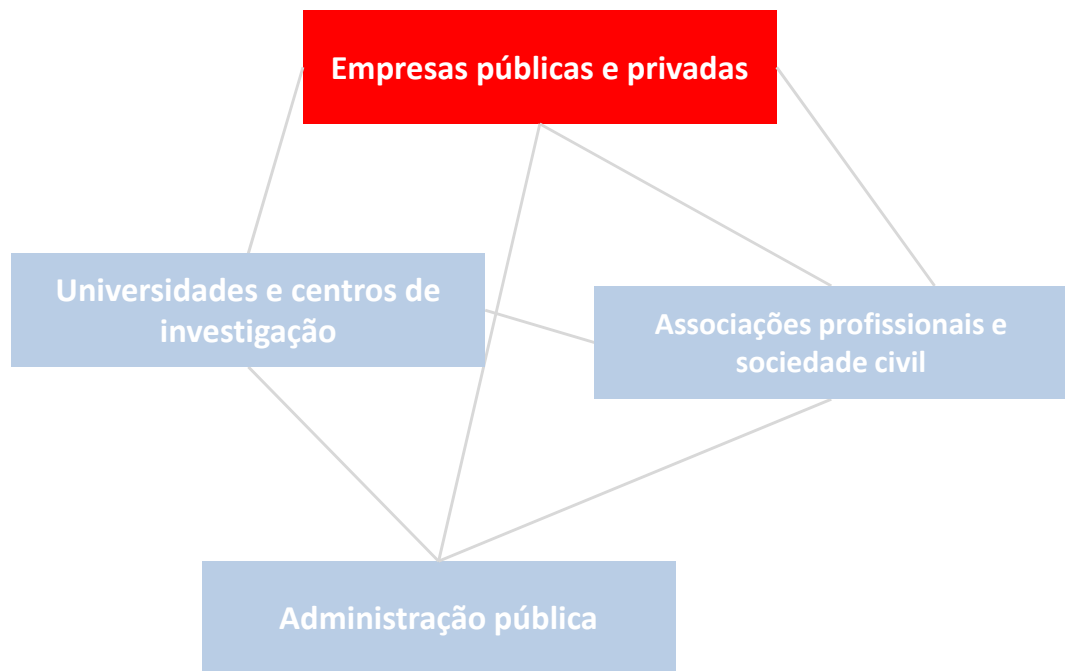 Empresas públicas e privadas
Universidades e centros de
investigação
Associações profissionais e
sociedade civil
Administração pública